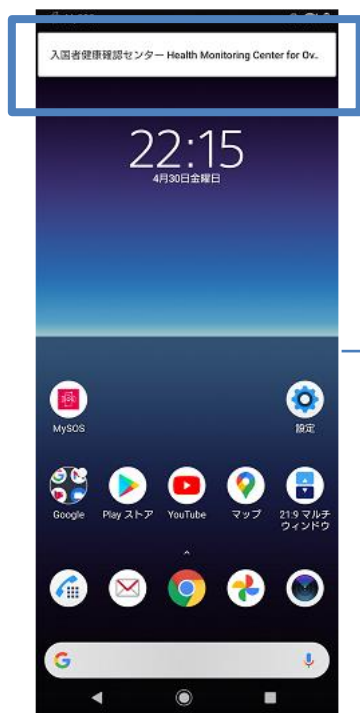 入国者健康確認センター Health Monitoring Center for Ov..
22:15
4月30日金曜日
MySOS
設定
Google
Play ストア
YouTube
マップ
21:9 マルチ
ウィンドウ